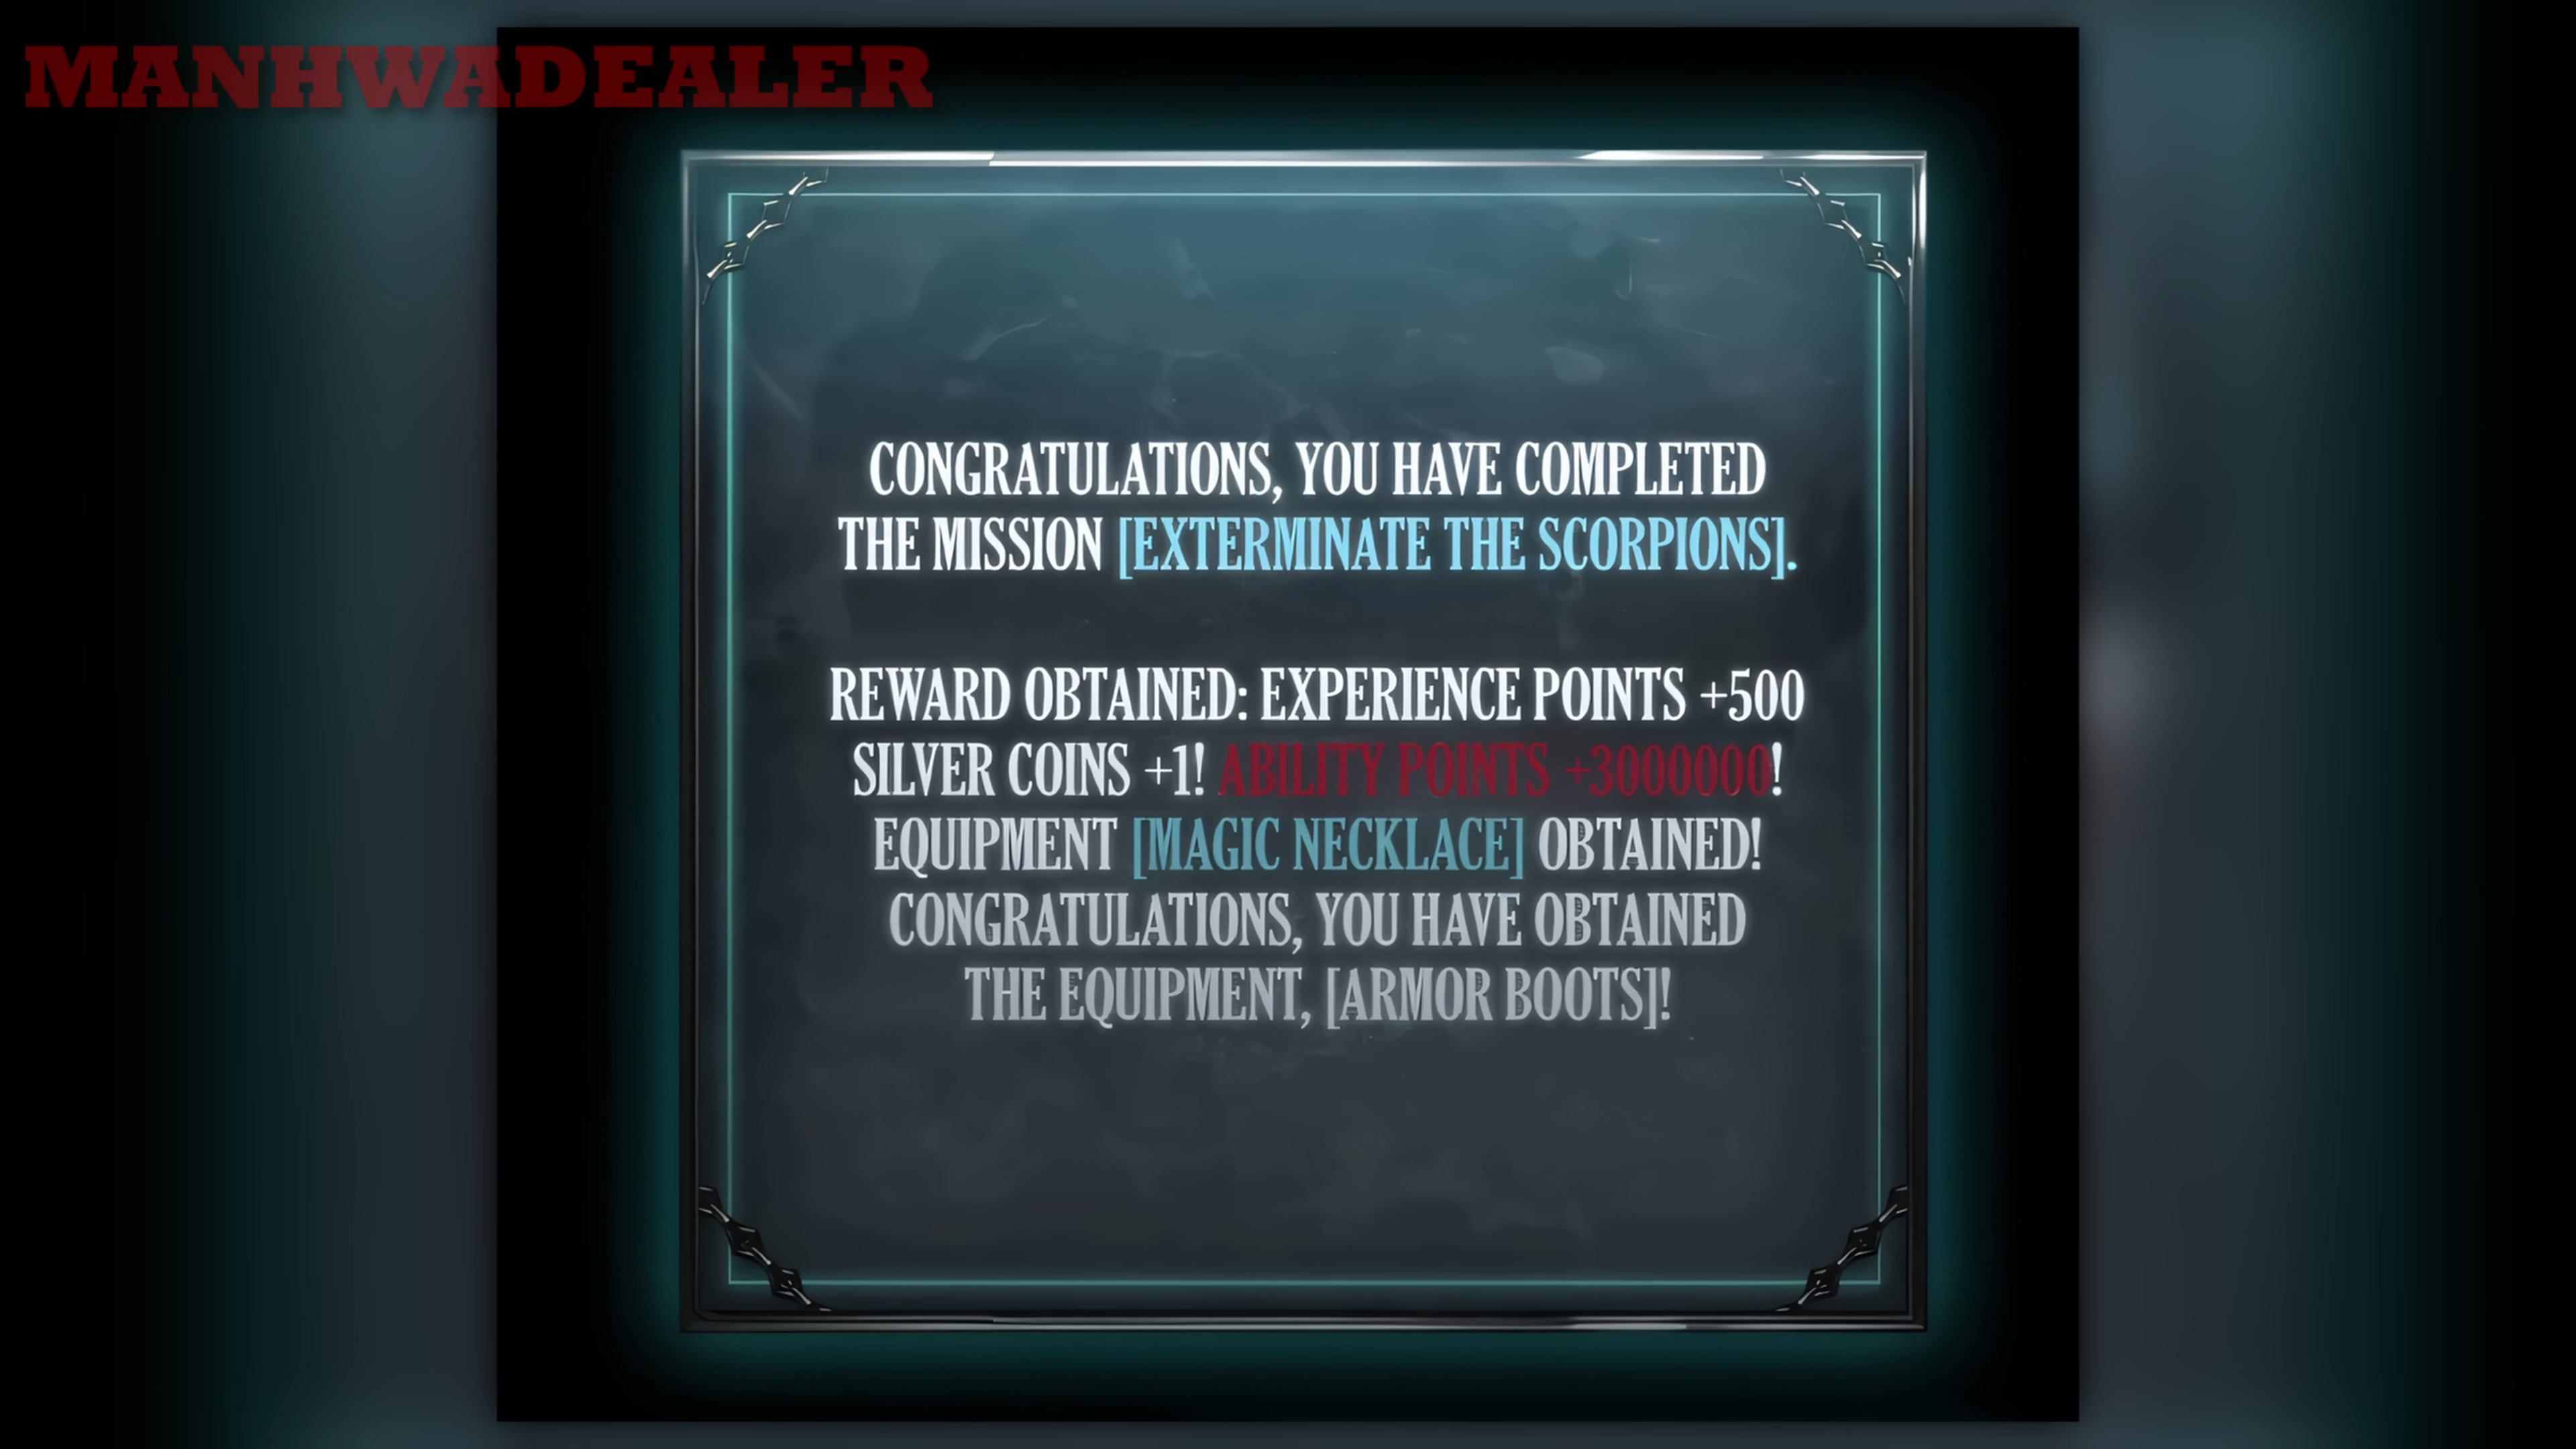 MANHWADEALER
CONGRATULATIONS, YOU HAVE COMPLETED
THE MISSION [EXTERMINATE THE SCORPIONS].
REWARD OBTAINED: EXPERIENCE POINTS +500
SILVER COINS +1! ABILITY POINTS +3000000!
EQUIPMENT [MAGIC NECKLACE] OBTAINED!
CONGRATULATIONS, YOU HAVE OBTAINED
THE EQUIPMENT, [ARMOR BOOTS]!